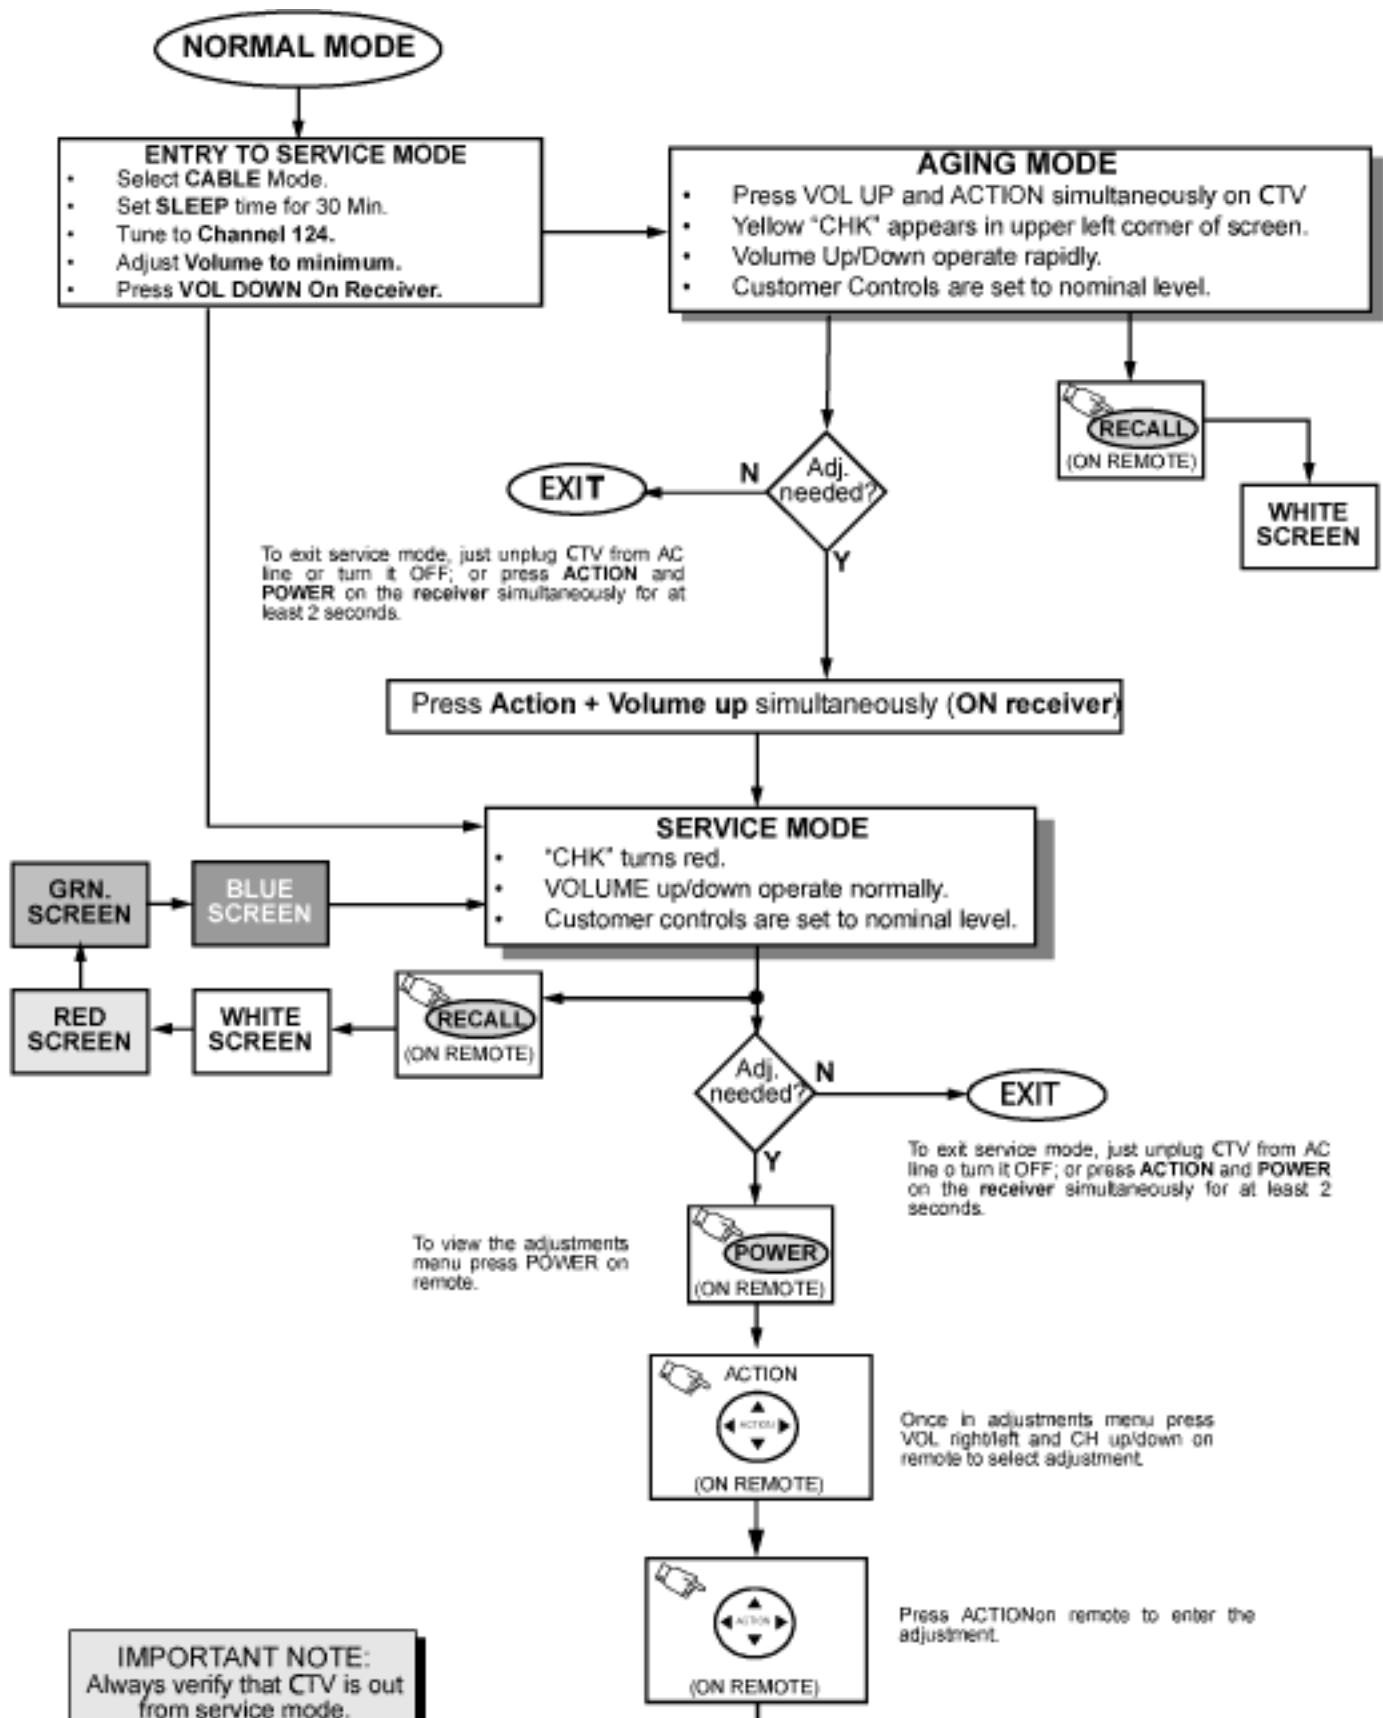 NORMAL MODE
ENTRY TO SERVICE MODE
• Select CABLE Mode.
• Set SLEEP time for 30 Min.
• Tune to Channel 124.
• Adjust Volume to minimum.
• Press VOL DOWN On Receiver.
AGING MODE
• Press VOL UP and ACTION simultaneously on CTV
• Yellow "CHK" appears in upper left corner of screen.
• Volume Up/Down operate rapidly.
• Customer Controls are set to nominal level.
RECALL
(ON REMOTE)
WHITE
SCREEN
Adj.
needed?
N
EXIT
Y
To exit service mode, just unplug CTV from AC
line or turn it OFF; or press ACTION and
POWER on the receiver simultaneously for at
least 2 seconds.
Press Action + Volume up simultaneously (ON receiver)
SERVICE MODE
• "CHK" turns red.
• VOLUME up/down operate normally.
• Customer controls are set to nominal level.
GRN.
SCREEN
BLUE
SCREEN
RED
SCREEN
WHITE
SCREEN
RECALL
(ON REMOTE)
Adj.
needed?
N
EXIT
Y
To exit service mode, just unplug CTV from AC
line o turn it OFF; or press ACTION and POWER
on the receiver simultaneously for at least 2
seconds.
To view the adjustments
menu press POWER on
remote.
POWER
(ON REMOTE)
ACTION
ACTION
(ON REMOTE)
Once in adjustments menu press
VOL right/left and CH up/down on
remote to select adjustment.
ACTION
(ON REMOTE)
Press ACTIONon remote to enter the
adjustment.
IMPORTANT NOTE:
Always verify that CTV is out
from service mode.